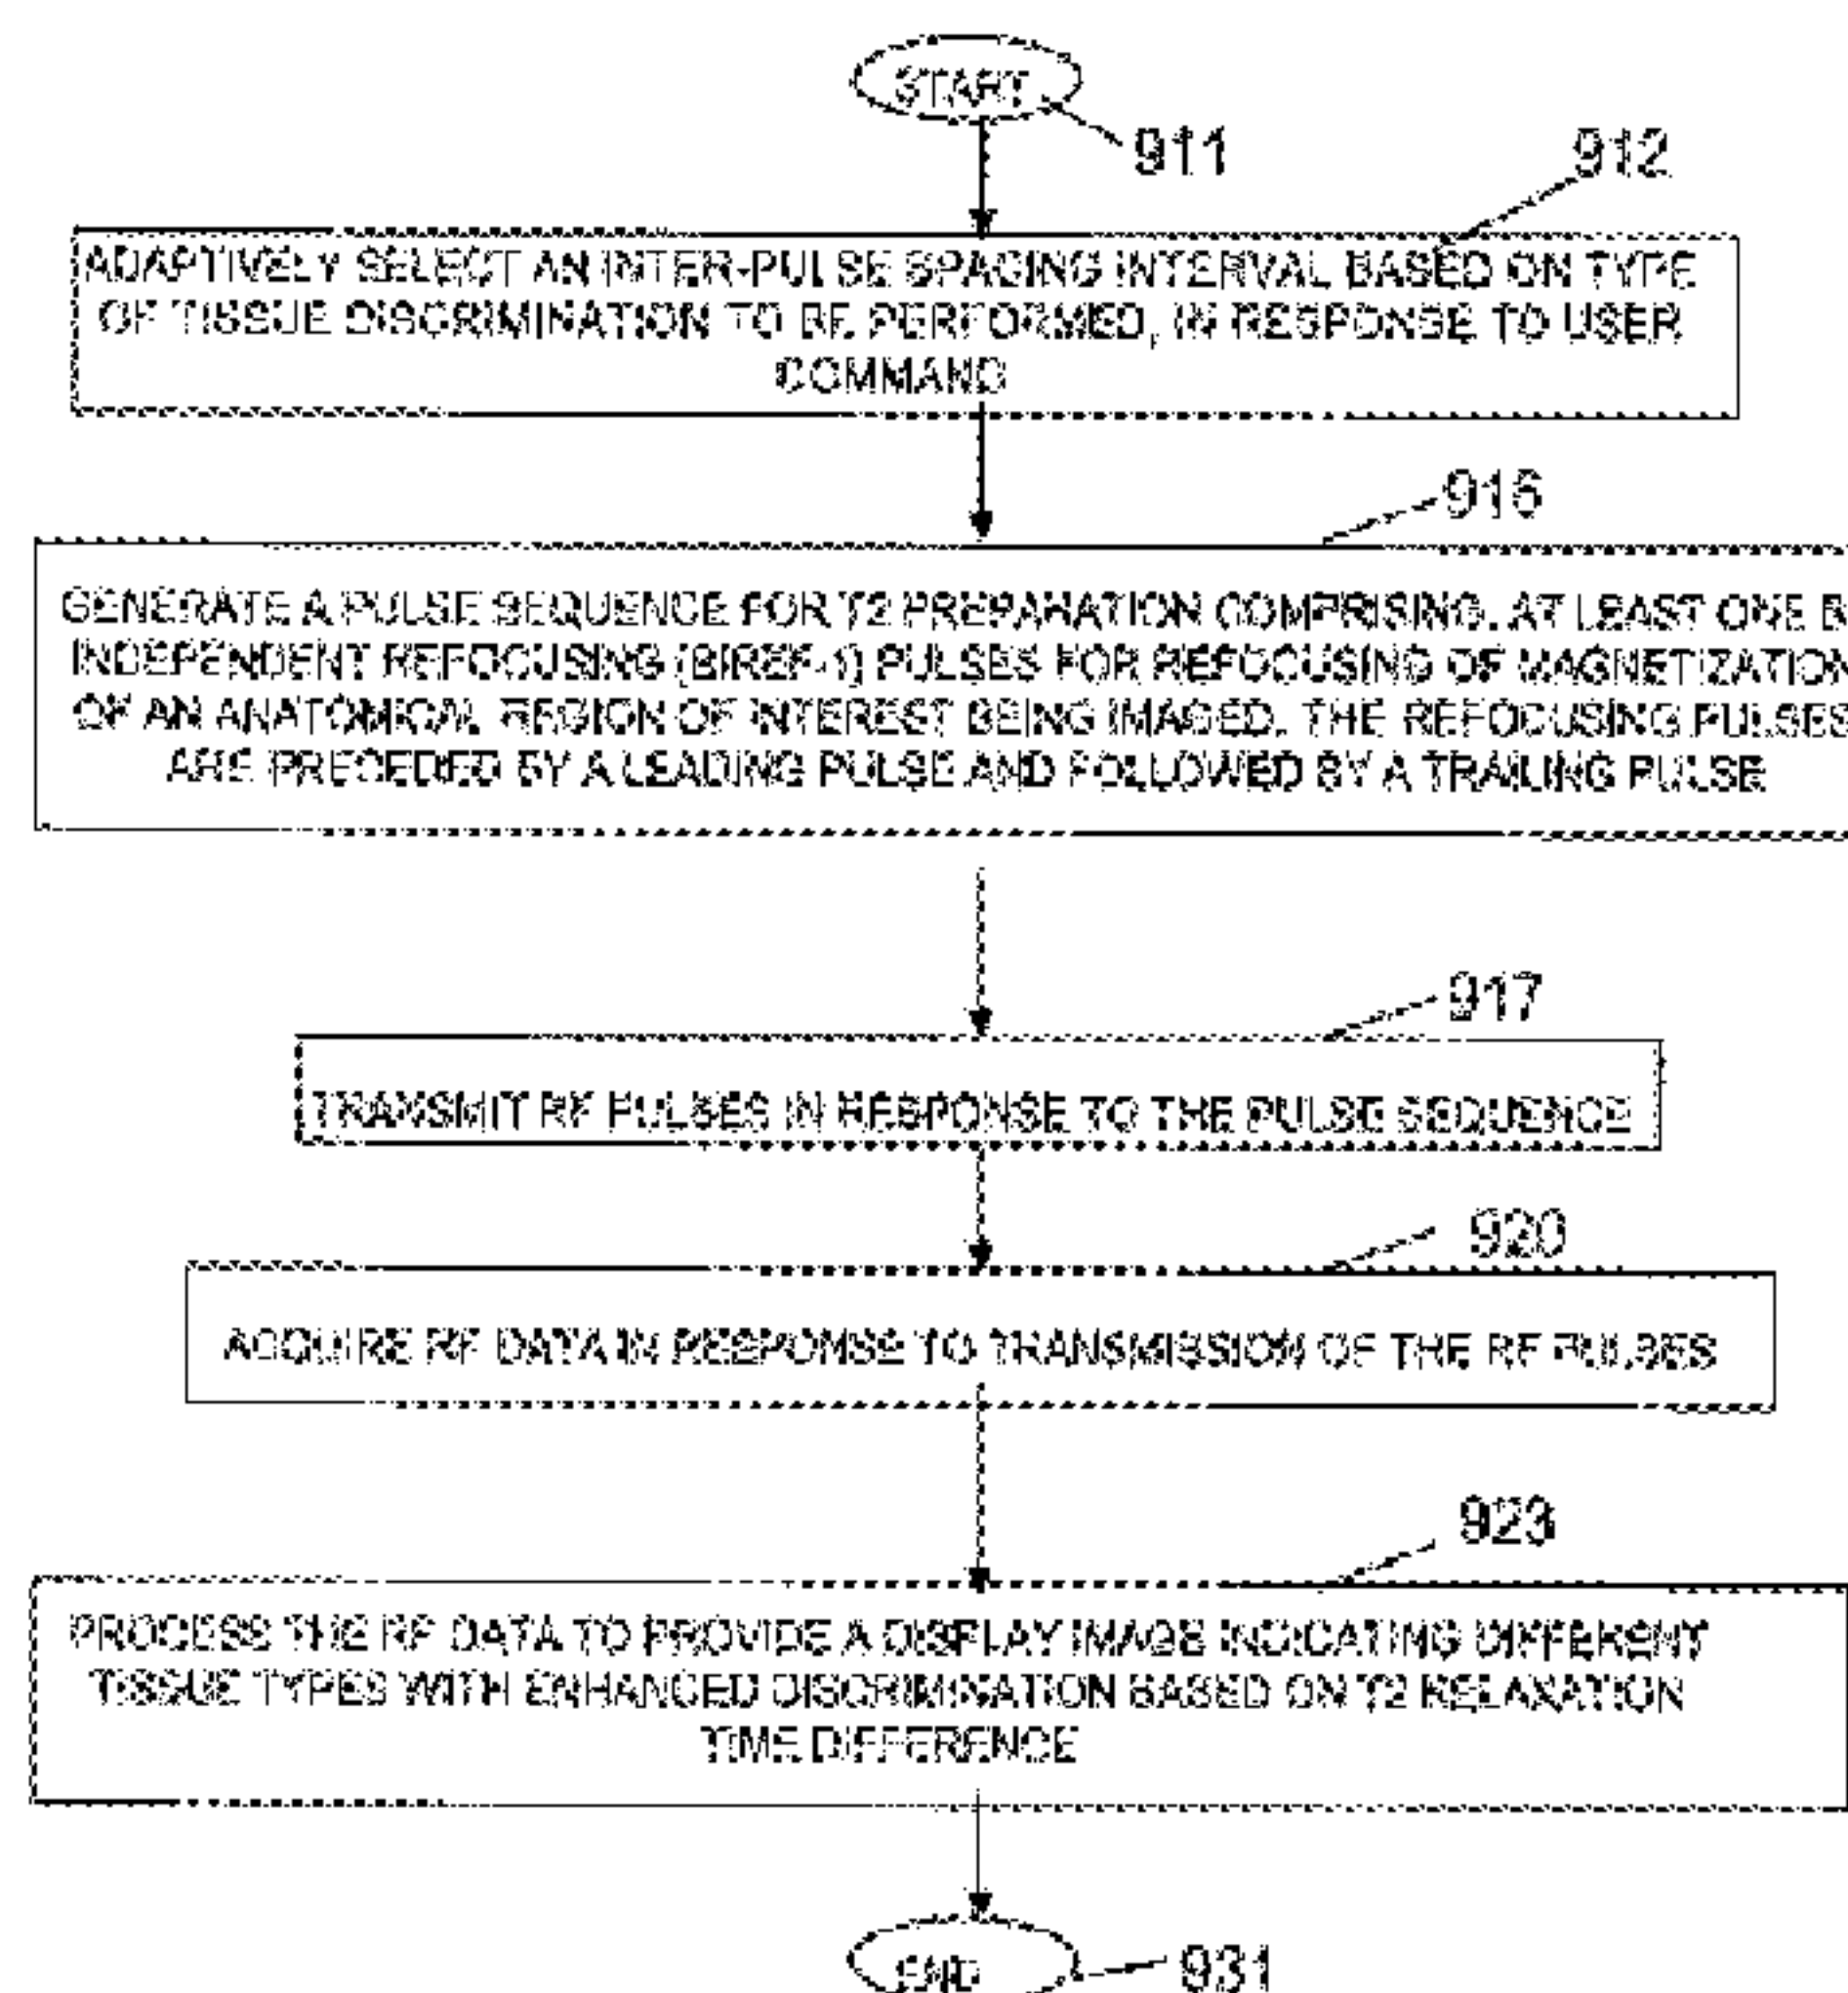 START
911
912
ADAPTIVELY SELECT AN INTER-PULSE SPACING INTERVAL BASED ON TYPE
OF TISSUE DISCRIMINATION TO BE PERFORMED, IN RESPONSE TO USER
COMMAND
915
GENERATE A PULSE SEQUENCE FOR T2 PREPARATION COMPRISING, AT LEAST ONE B
INDEPENDENT REFOCUSING (BIREF-1) PULSES FOR REFOCUSING OF MAGNETIZATION
OF AN ANATOMICAL REGION OF INTEREST BEING IMAGED. THE REFOCUSING PULSES
ARE PRECEDED BY A LEADING PULSE AND FOLLOWED BY A TRAILING PULSE
917
TRANSMIT RF PULSES IN RESPONSE TO THE PULSE SEQUENCE
920
ACQUIRE RF DATA IN RESPONSE TO TRANSMISSION OF THE RF PULSES
923
PROCESS THE RF DATA TO PROVIDE A DISPLAY IMAGE INDICATING DIFFERENT
TISSUE TYPES WITH ENHANCED DISCRIMINATION BASED ON T2 RELAXATION
TIME DIFFERENCE
END
931